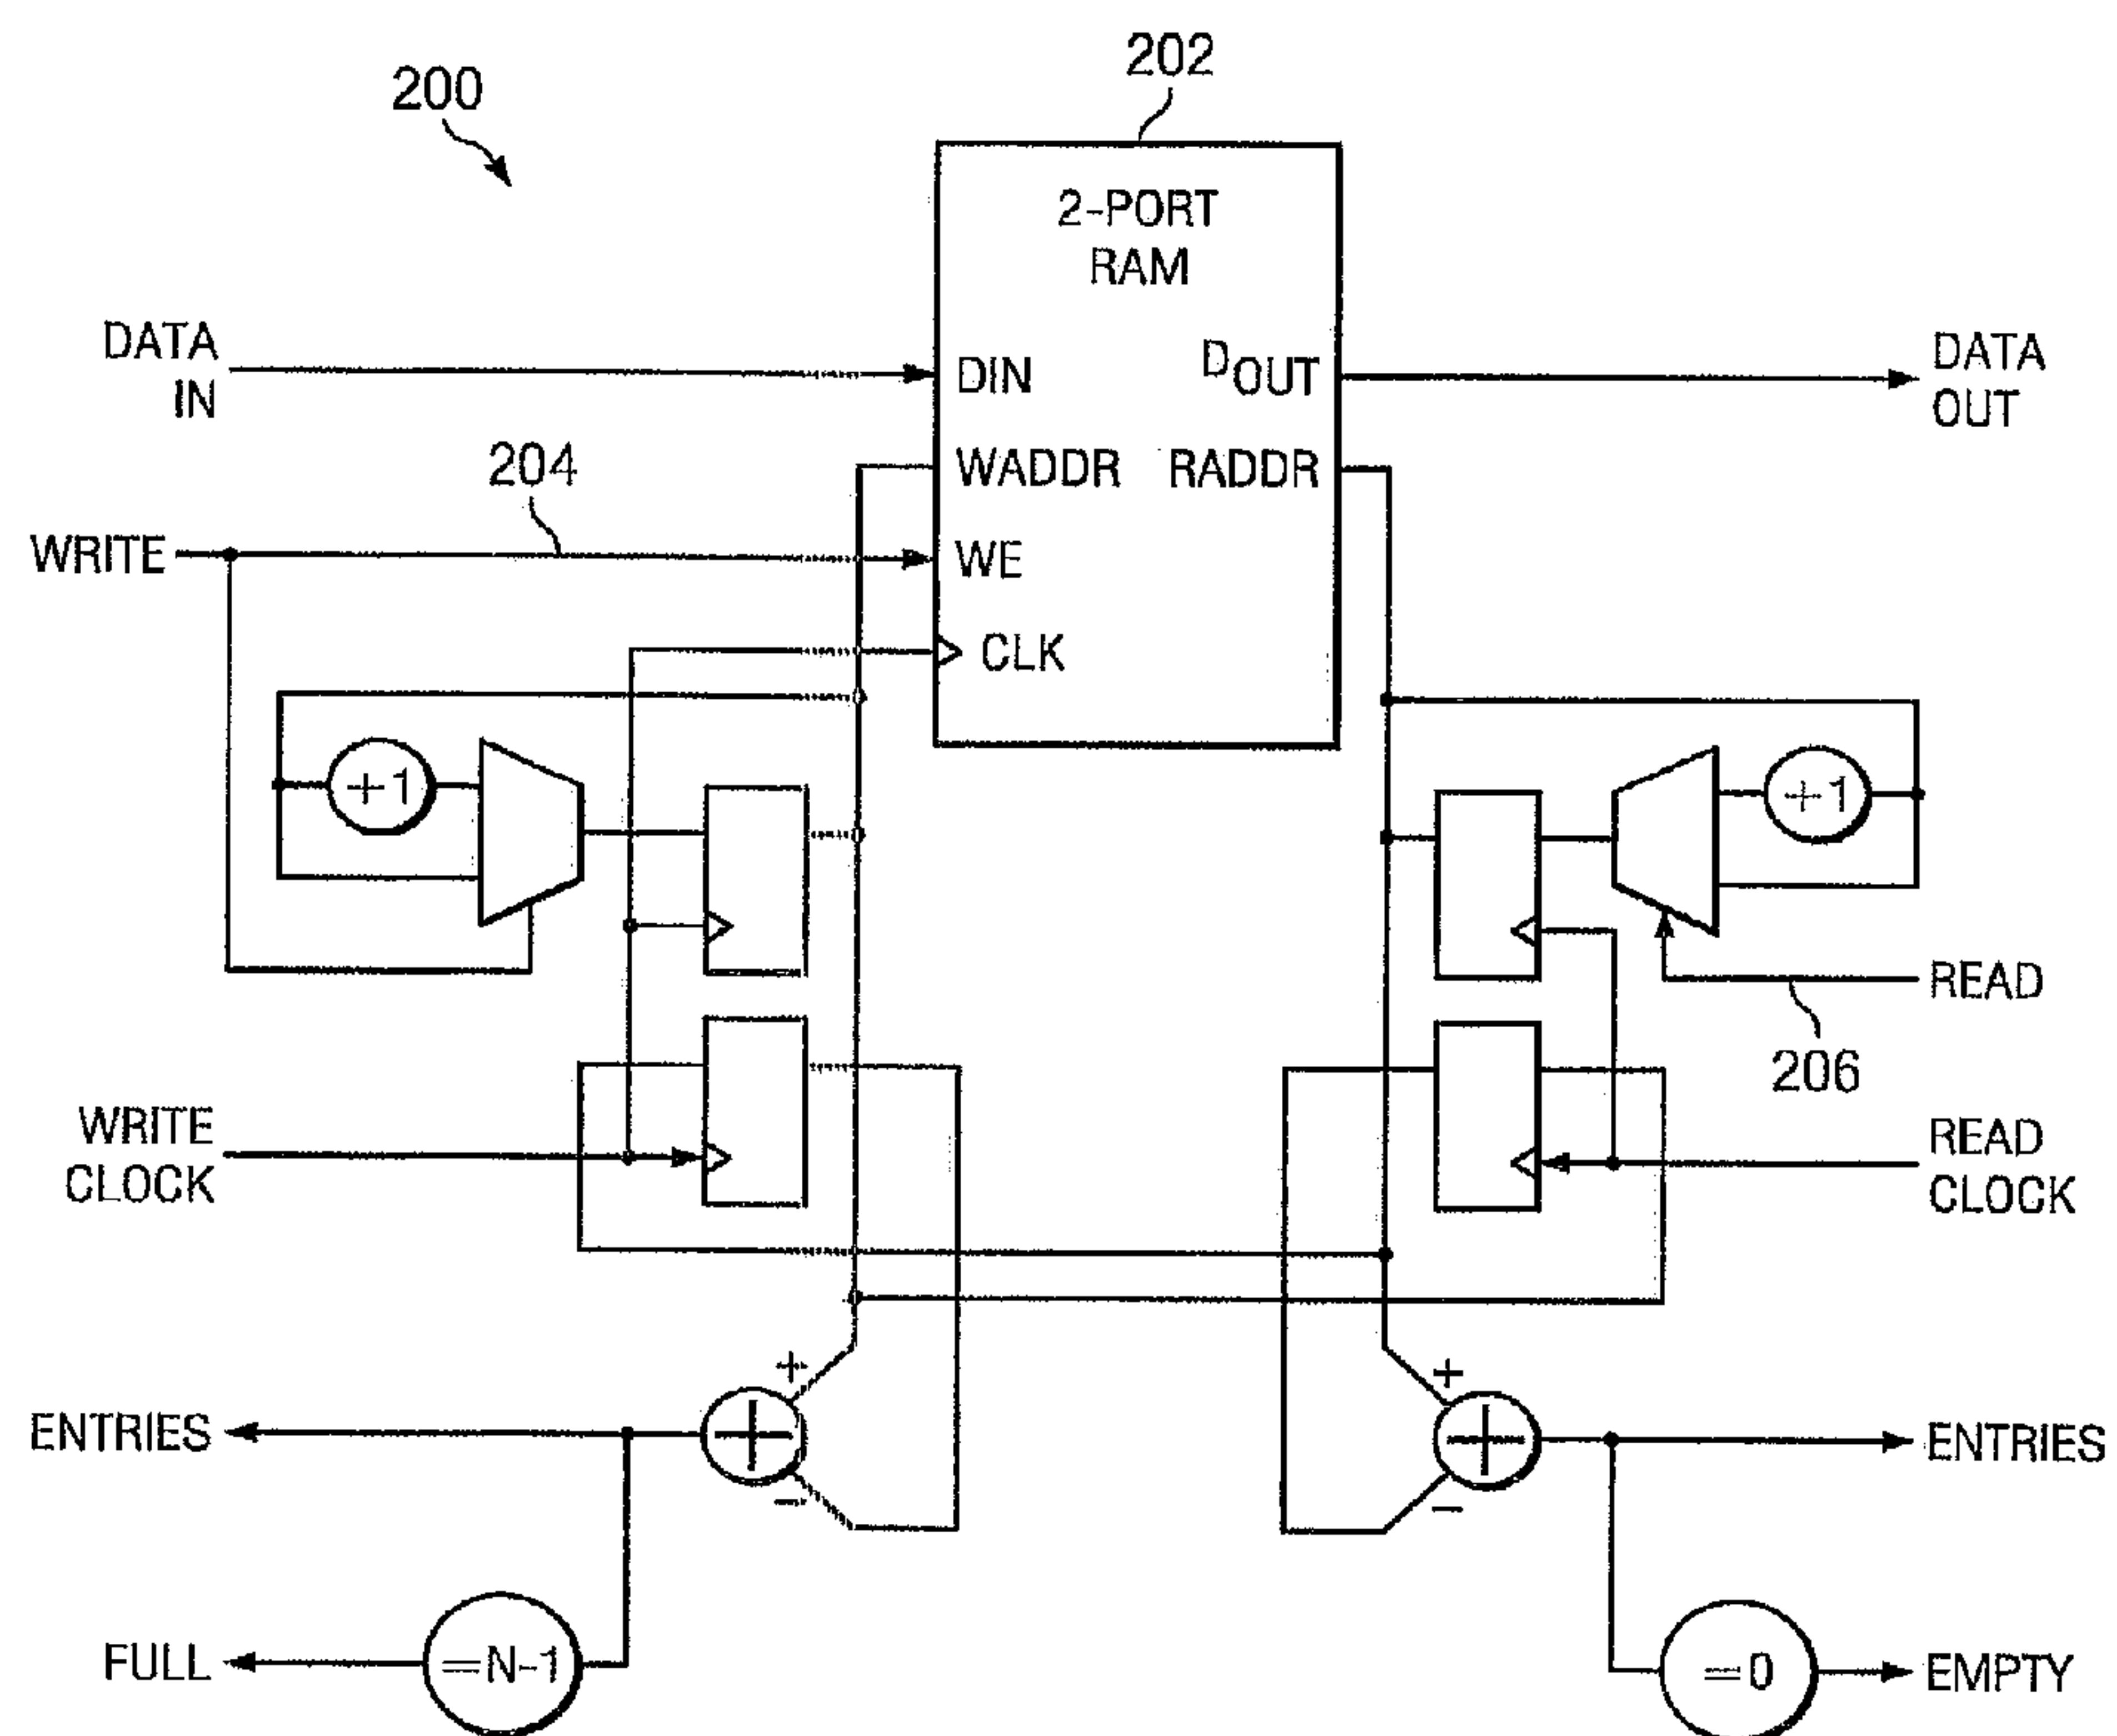 200
202
2-PORT
RAM
DATA
IN
DIN
DOUT
DATA
OUT
204
WADDR
RADDR
WRITE
WE
CLK
+1
+1
READ
206
WRITE
CLOCK
READ
CLOCK
+
+
ENTRIES
+
+
ENTRIES
−
−
FULL
=N-1
=0
EMPTY